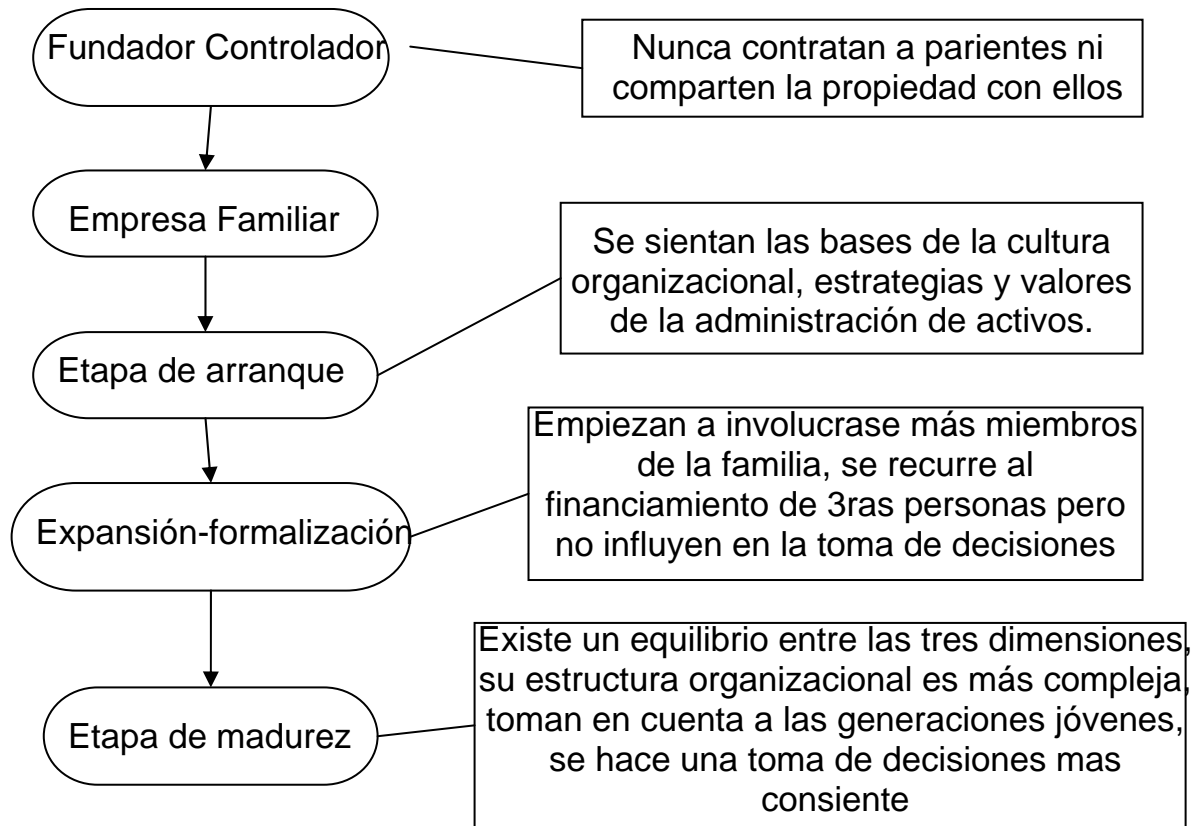 Fundador Controlador
Nunca contratan a parientes ni
comparten la propiedad con ellos
Empresa Familiar
Se sientan las bases de la cultura
organizacional, estrategias y valores
de la administración de activos.
Etapa de arranque
Empiezan a involucrase más miembros
de la familia, se recurre al
financiamiento de 3ras personas pero
no influyen en la toma de decisiones
Expansión-formalización
Existe un equilibrio entre las tres dimensiones,
su estructura organizacional es más compleja,
toman en cuenta a las generaciones jóvenes,
se hace una toma de decisiones mas
consiente
Etapa de madurez